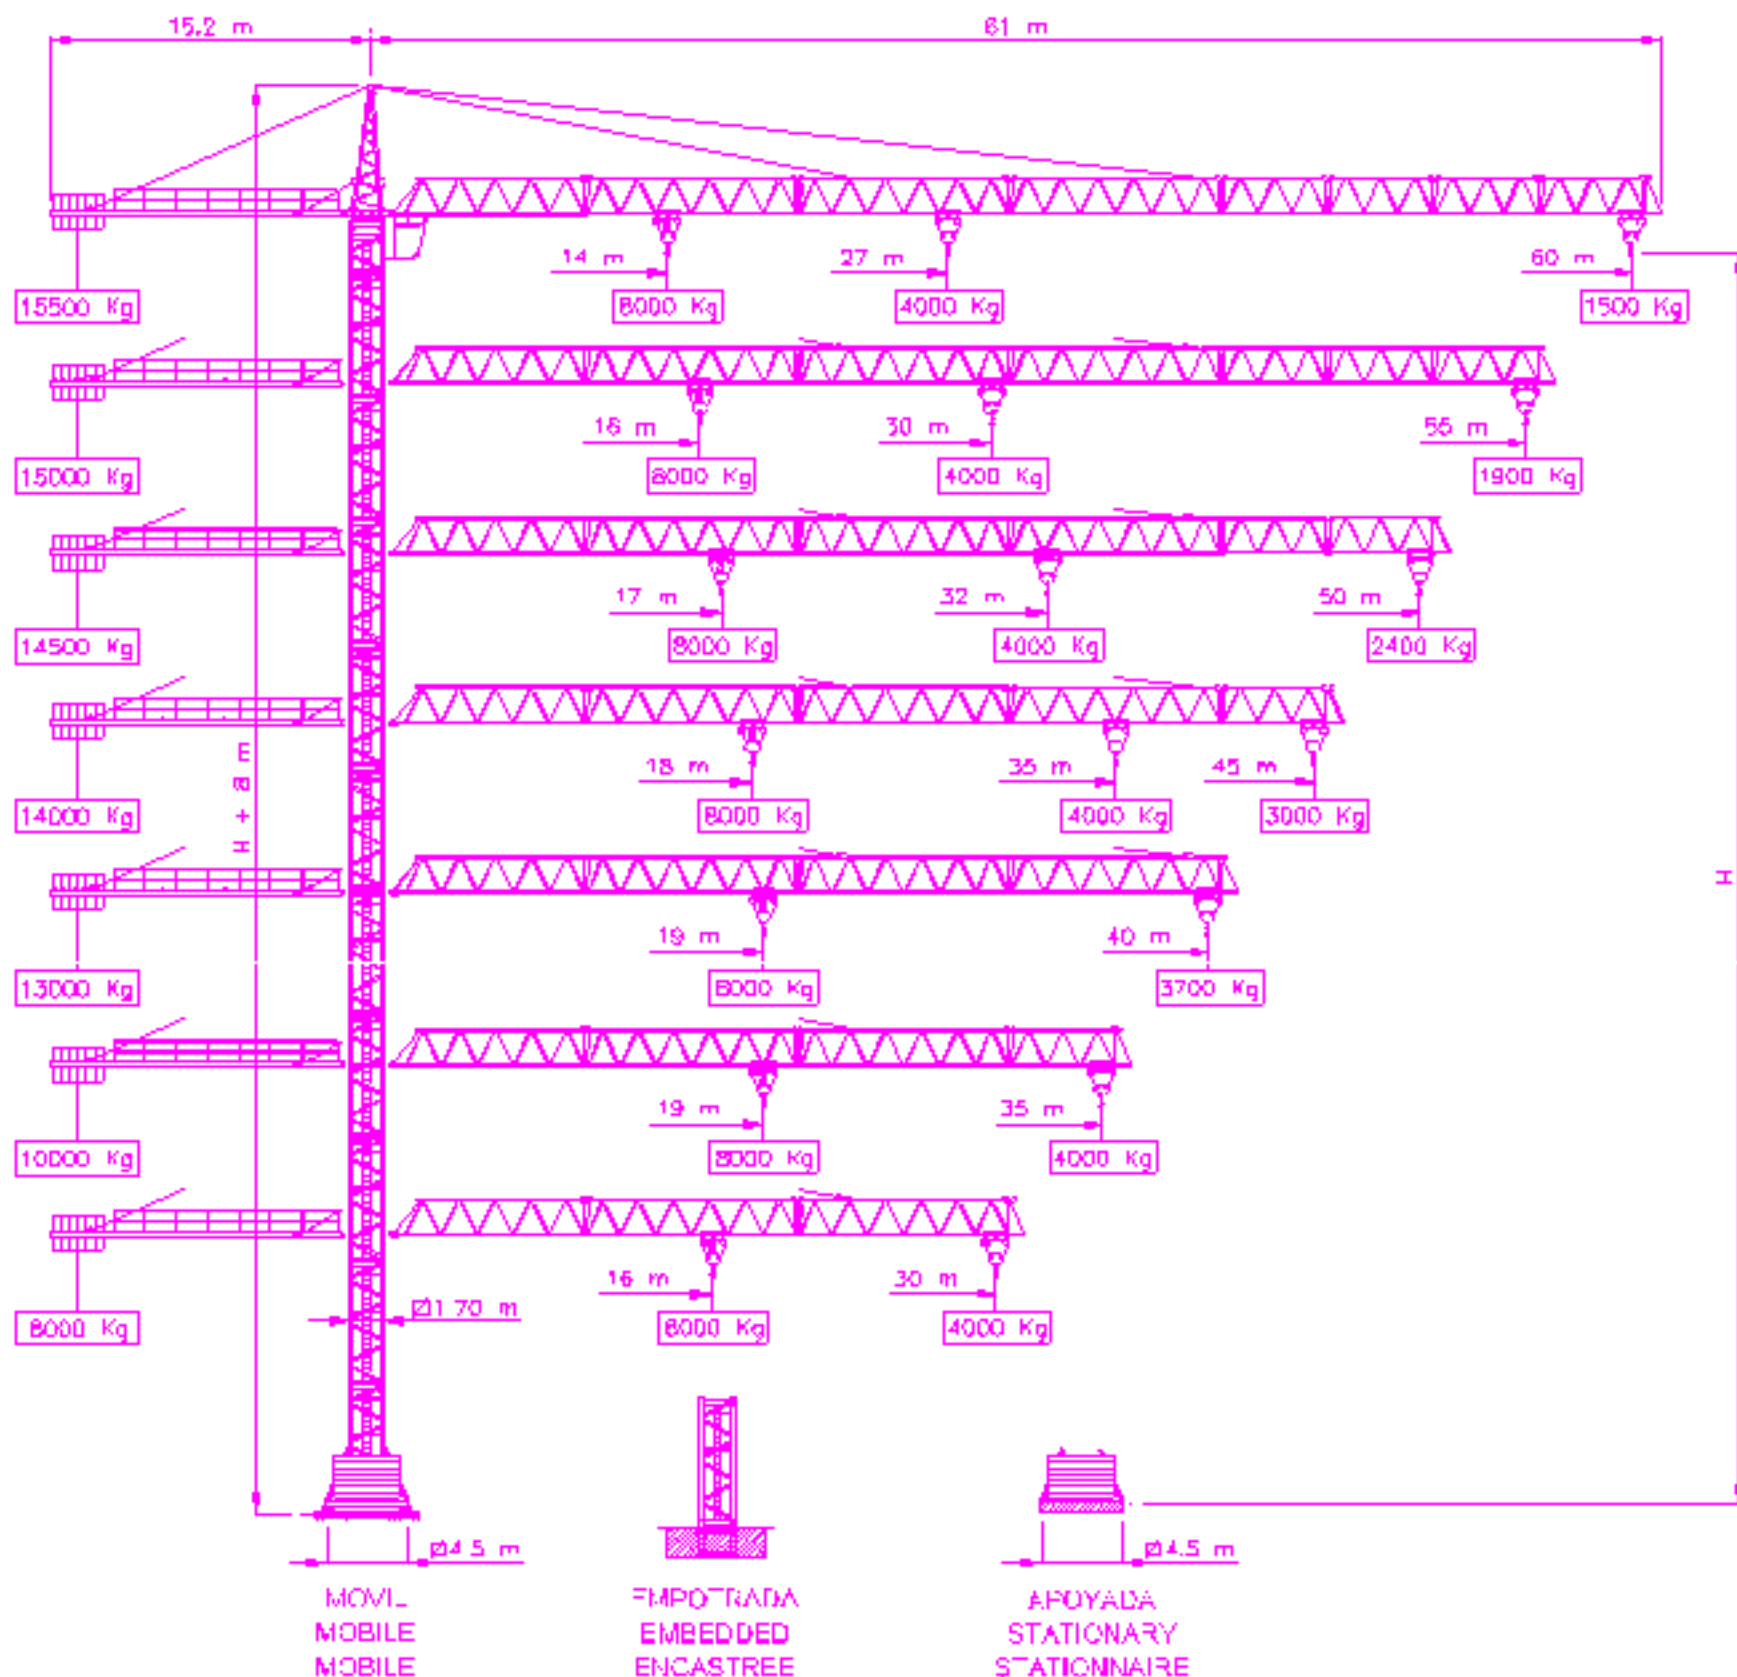 15,2 m 61 m
14 m 27 m 60 m
15500 Kg 8000 Kg 4000 Kg 1500 Kg
16 m 30 m 55 m
15000 Kg 8000 Kg 4000 Kg 1900 Kg
17 m 32 m 50 m
14500 Kg 8000 Kg 4000 Kg 2400 Kg
H + 8 m
18 m 35 m 45 m
14000 Kg 8000 Kg 4000 Kg 3000 Kg
H
19 m 40 m
13000 Kg 8000 Kg 3700 Kg
19 m 35 m
10000 Kg 8000 Kg 4000 Kg
16 m 30 m
Ø1.70 m
8000 Kg 8000 Kg 4000 Kg
Ø4.5 m Ø4.5 m
MOVIL EMPOTRADA APOYADA
MOBILE EMBEDDED STATIONARY
MOBILE ENCASTREE STATIONNAIRE